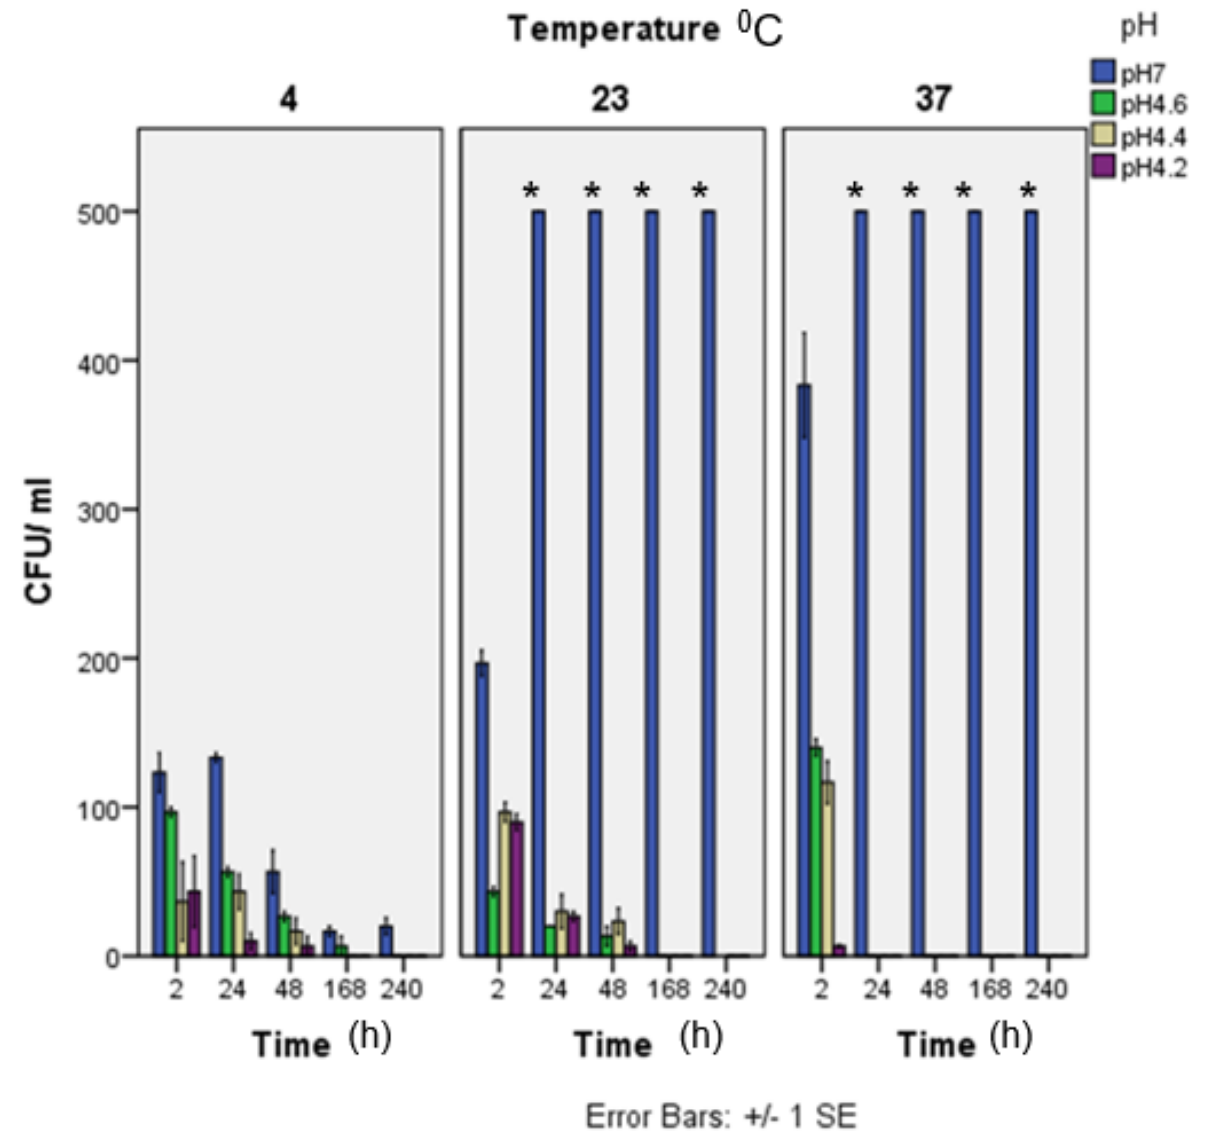 Temperature ⁰C
pH
pH7
pH4.6
pH4.4
pH4.2
4 23 37
* * * * * * * *
500
400
300
200
100
0
CFU/ ml
2 24 48 168 240 2 24 48 168 240 2 24 48 168 240
Time (h) Time (h) Time (h)
Error Bars: +/- 1 SE